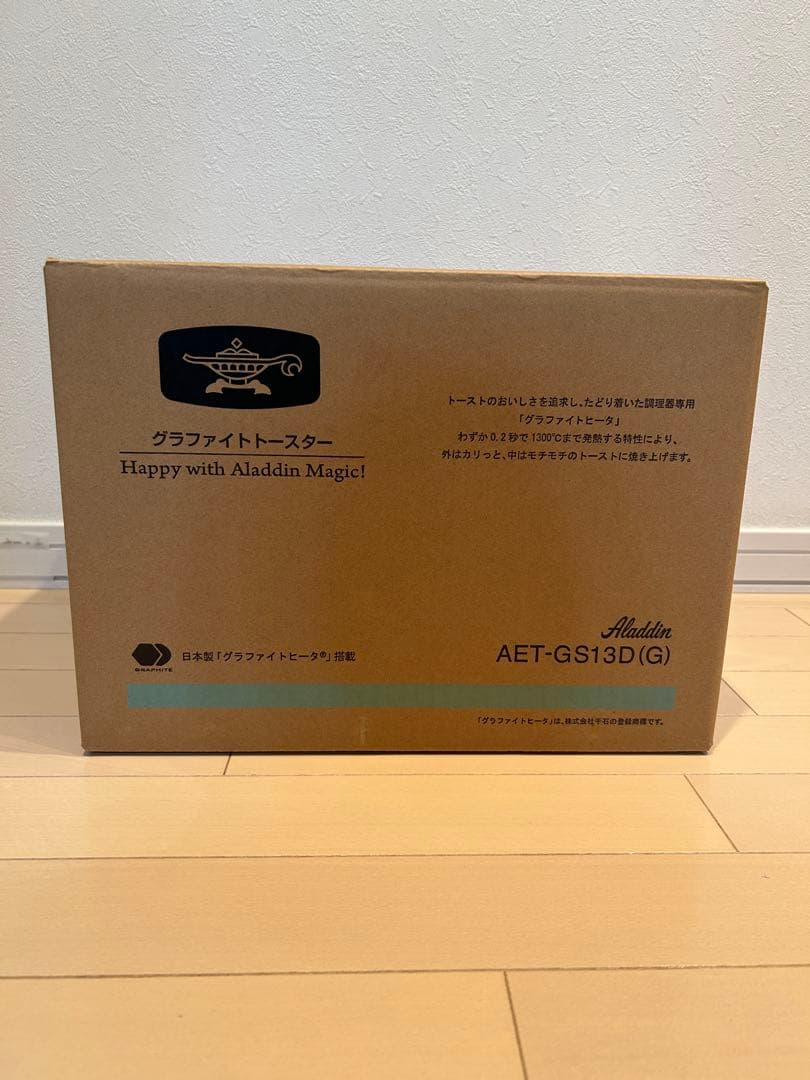 グラファイトトースター
Happy with Aladdin Magic!
トーストのおいしさを追求し、たどり着いた調理器専用
「グラファイトヒータ」
わずか0.2秒で1300℃まで発熱する特性により、
外はカリっと、中はモチモチのトーストに焼き上げます。
GRAPHITE
日本製「グラファイトヒータ®」搭載
Aladdin
AET-GS13D(G)
「グラファイトヒータ」は、株式会社千石の登録商標です。